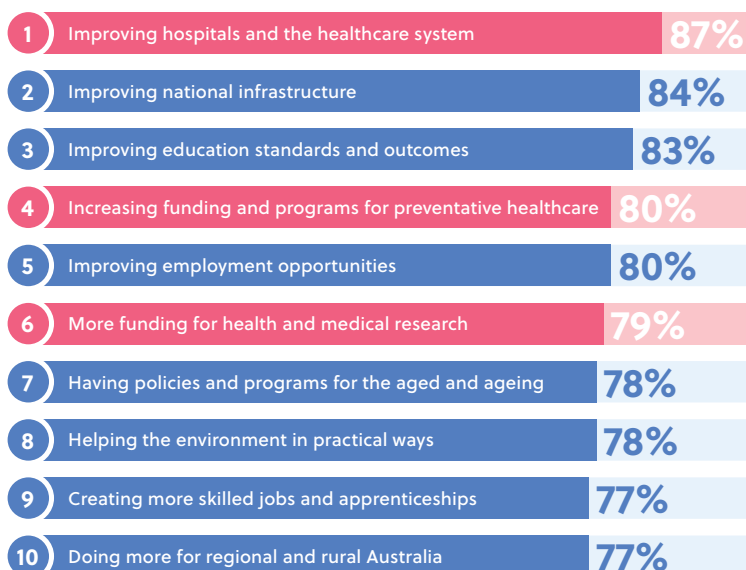 1 Improving hospitals and the healthcare system 87%
2 Improving national infrastructure 84%
3 Improving education standards and outcomes 83%
4 Increasing funding and programs for preventative healthcare 80%
5 Improving employment opportunities 80%
6 More funding for health and medical research 79%
7 Having policies and programs for the aged and ageing 78%
8 Helping the environment in practical ways 78%
9 Creating more skilled jobs and apprenticeships 77%
10 Doing more for regional and rural Australia 77%